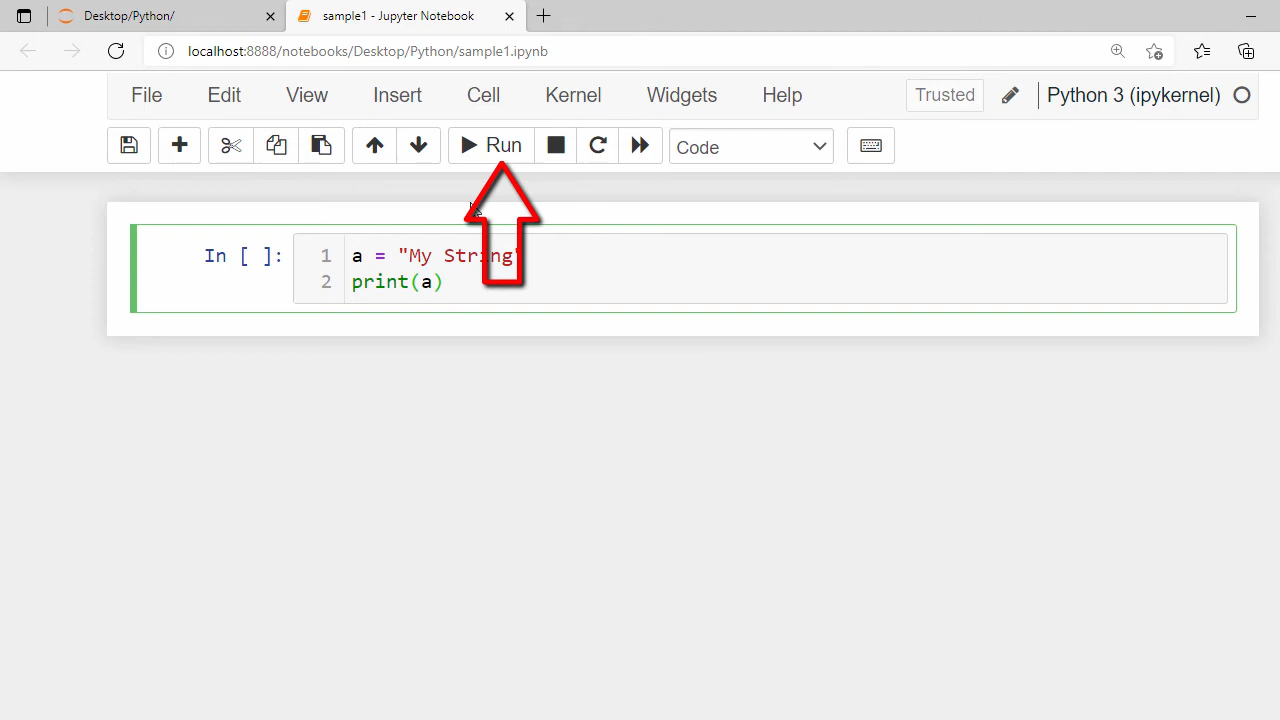 Desktop/Python/
sample1 - Jupyter Notebook
localhost:8888/notebooks/Desktop/Python/sample1.ipynb
File Edit View Insert Cell Kernel Widgets Help Trusted Python 3 (ipykernel)
Run Code
In [ ]: 1 a = "My String"
2 print(a)